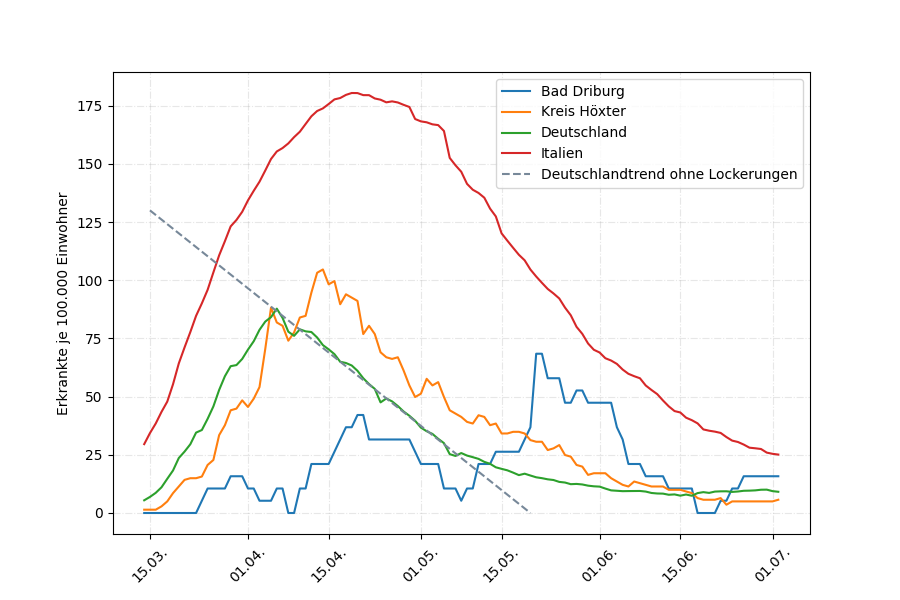 Erkrankte je 100.000 Einwohner
175
150
125
100
75
50
25
0
Bad Driburg
Kreis Höxter
Deutschland
Italien
Deutschlandtrend ohne Lockerungen
15.03.
01.04.
15.04.
01.05.
15.05.
01.06.
15.06.
01.07.